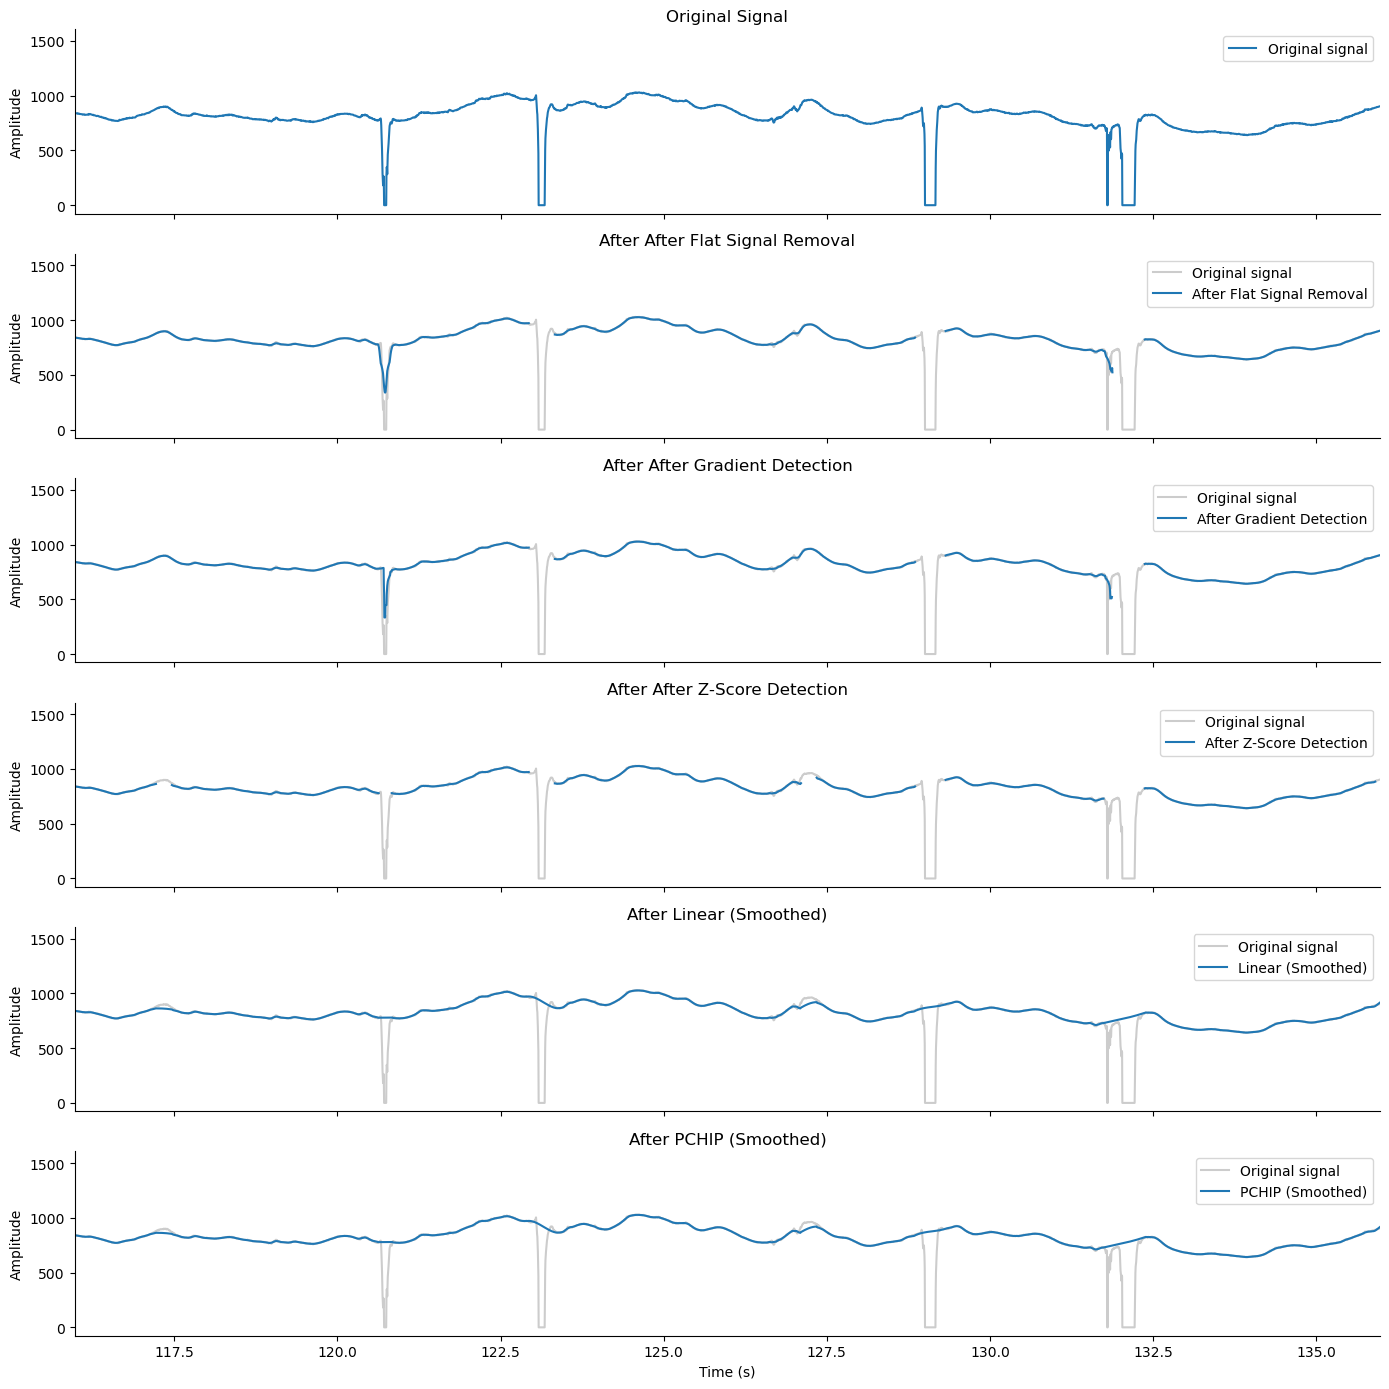 Original Signal
1500
1000
500
0
Amplitude
Original signal
After After Flat Signal Removal
1500
1000
500
0
Amplitude
Original signal
After Flat Signal Removal
After After Gradient Detection
1500
1000
500
0
Amplitude
Original signal
After Gradient Detection
After After Z-Score Detection
1500
1000
500
0
Amplitude
Original signal
After Z-Score Detection
After Linear (Smoothed)
1500
1000
500
0
Amplitude
Original signal
Linear (Smoothed)
After PCHIP (Smoothed)
1500
1000
500
0
Amplitude
Original signal
PCHIP (Smoothed)
117.5 120.0 122.5 125.0 127.5 130.0 132.5 135.0
Time (s)